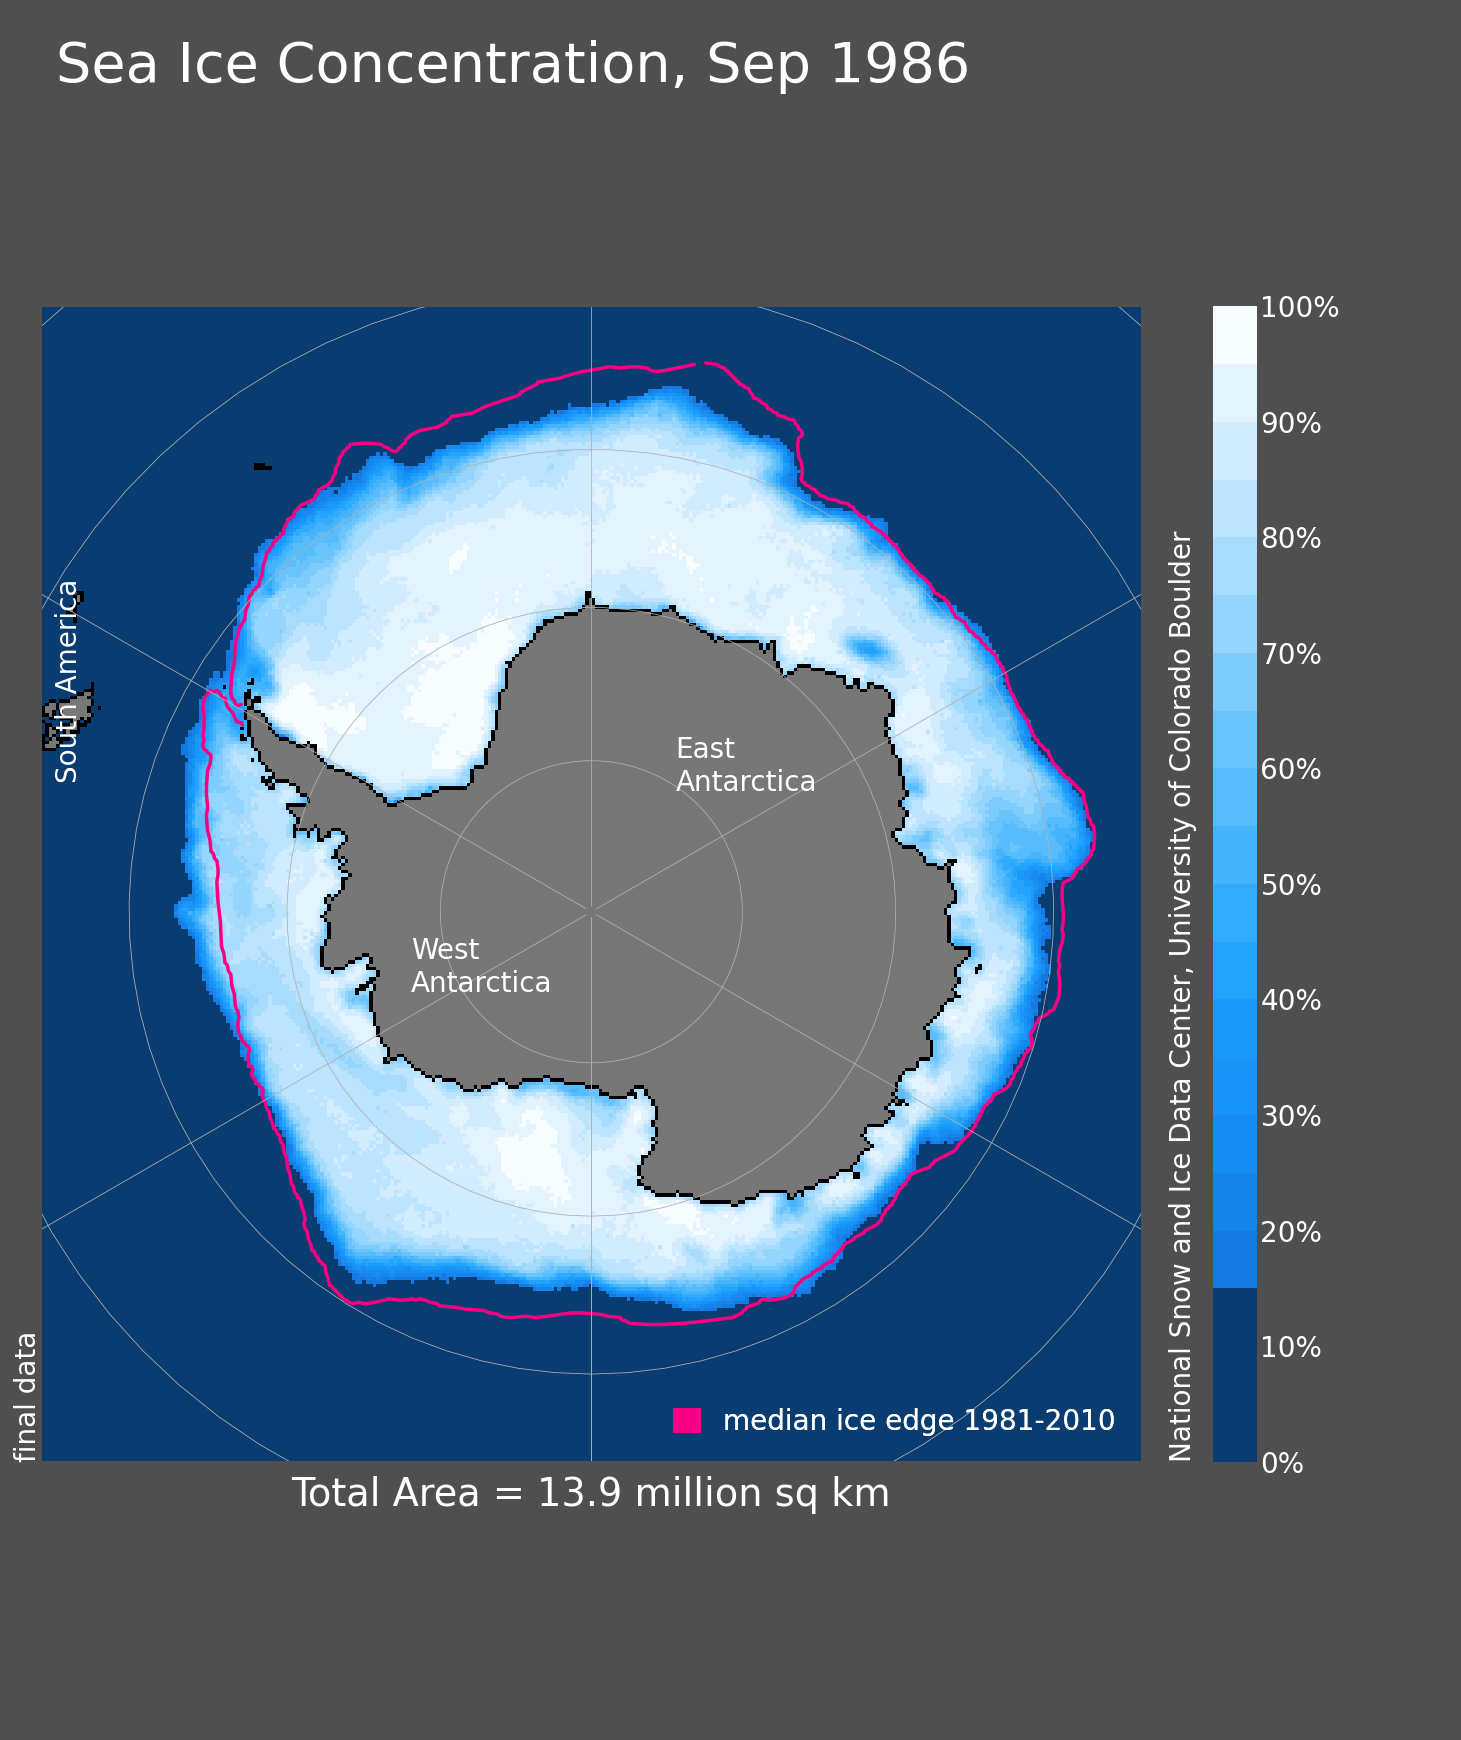 Sea Ice Concentration, Sep 1986
South America
East
Antarctica
West
Antarctica
final data
median ice edge 1981-2010
Total Area = 13.9 million sq km
National Snow and Ice Data Center, University of Colorado Boulder
100%
90%
80%
70%
60%
50%
40%
30%
20%
10%
0%